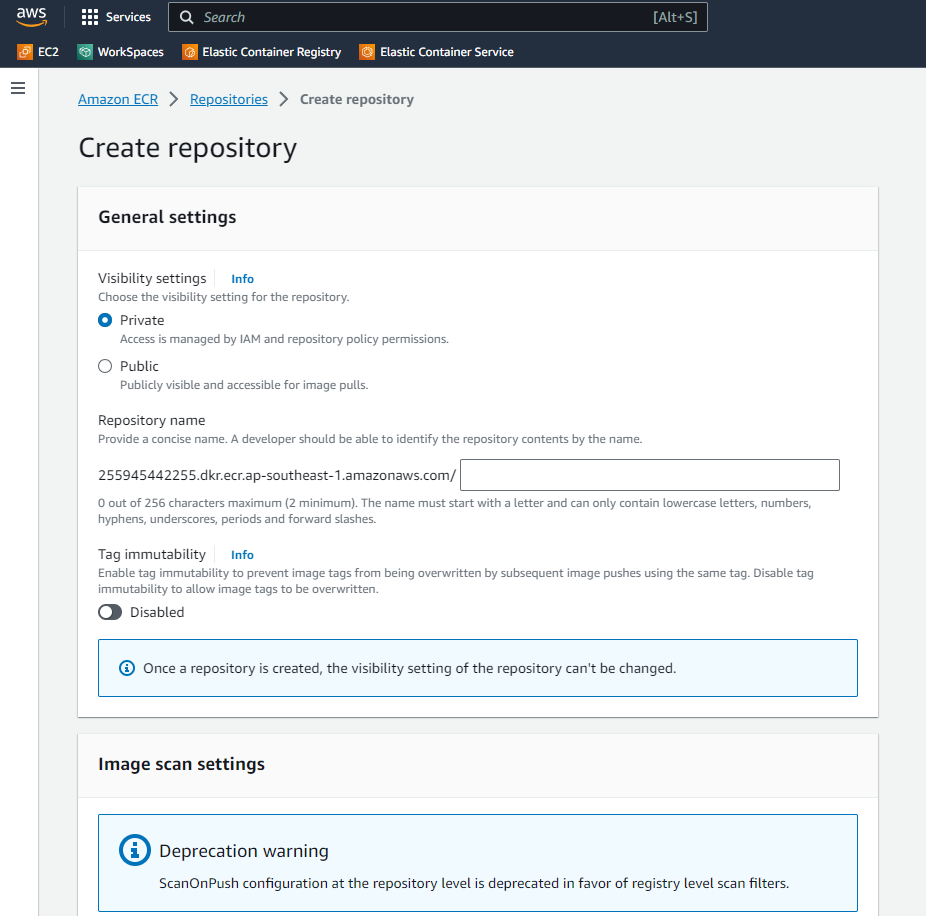 aws
Services
Search
[Alt+S]
EC2
WorkSpaces
Elastic Container Registry
Elastic Container Service
Amazon ECR
Repositories
Create repository
Create repository
General settings
Visibility settings
Info
Choose the visibility setting for the repository.
Private
Access is managed by IAM and repository policy permissions.
Public
Publicly visible and accessible for image pulls.
Repository name
Provide a concise name. A developer should be able to identify the repository contents by the name.
255945442255.dkr.ecr.ap-southeast-1.amazonaws.com/
0 out of 256 characters maximum (2 minimum). The name must start with a letter and can only contain lowercase letters, numbers,
hyphens, underscores, periods and forward slashes.
Tag immutability
Info
Enable tag immutability to prevent image tags from being overwritten by subsequent image pushes using the same tag. Disable tag
immutability to allow image tags to be overwritten.
Disabled
Once a repository is created, the visibility setting of the repository can't be changed.
Image scan settings
Deprecation warning
ScanOnPush configuration at the repository level is deprecated in favor of registry level scan filters.